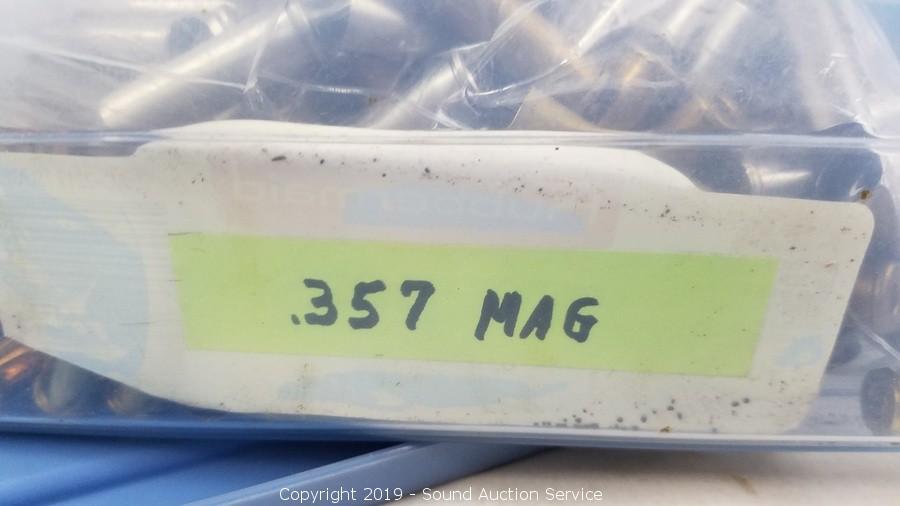 .357 MAG
Copyright 2019 - Sound Auction Service